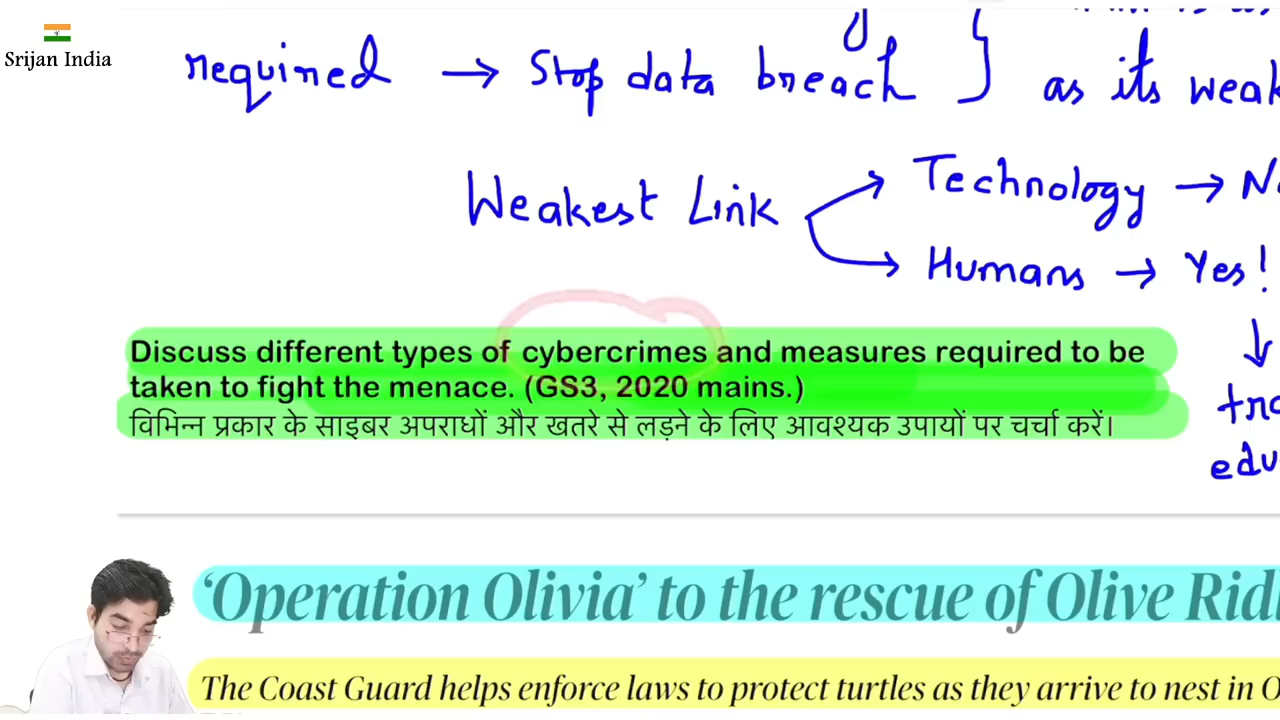 Srijan India
required → Stop data breach } as its weak
Weakest Link Technology →
Humans → Yes!
Discuss different types of cybercrimes and measures required to be
taken to fight the menace. (GS3, 2020 mains.)
विभिन्न प्रकार के साइबर अपराधों और खतरे से लड़ने के लिए आवश्यक उपायों पर चर्चा करें।
‘Operation Olivia’ to the rescue of Olive Ridl
The Coast Guard helps enforce laws to protect turtles as they arrive to nest in O